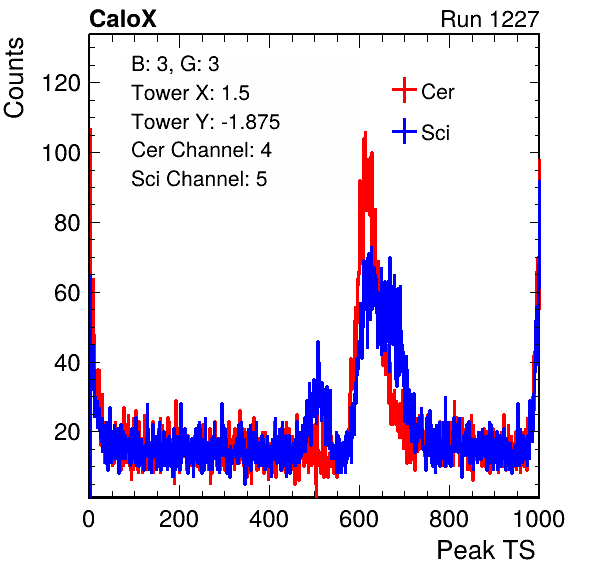 CaloX Run 1227
Counts
B: 3, G: 3
Tower X: 1.5
Tower Y: -1.875
Cer Channel: 4
Sci Channel: 5
Cer
Sci
120
100
80
60
40
20
0 200 400 600 800 1000
Peak TS